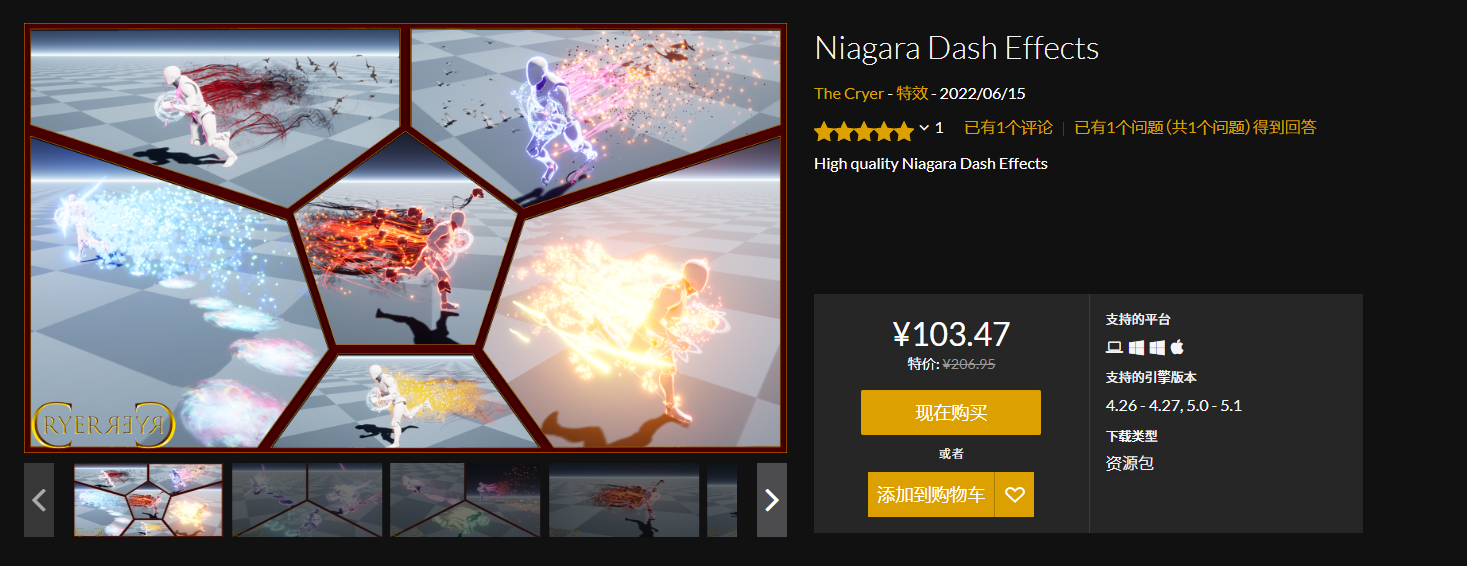 Niagara Dash Effects
The Cryer - 特效 - 2022/06/15
1 已有1个评论 | 已有1个问题（共1个问题）得到回答
High quality Niagara Dash Effects
¥103.47
特价: ¥206.95
现在购买
或者
添加到购物车
支持的平台
支持的引擎版本
4.26 - 4.27, 5.0 - 5.1
下载类型
资源包
CRYER ЯƎYЯƆ